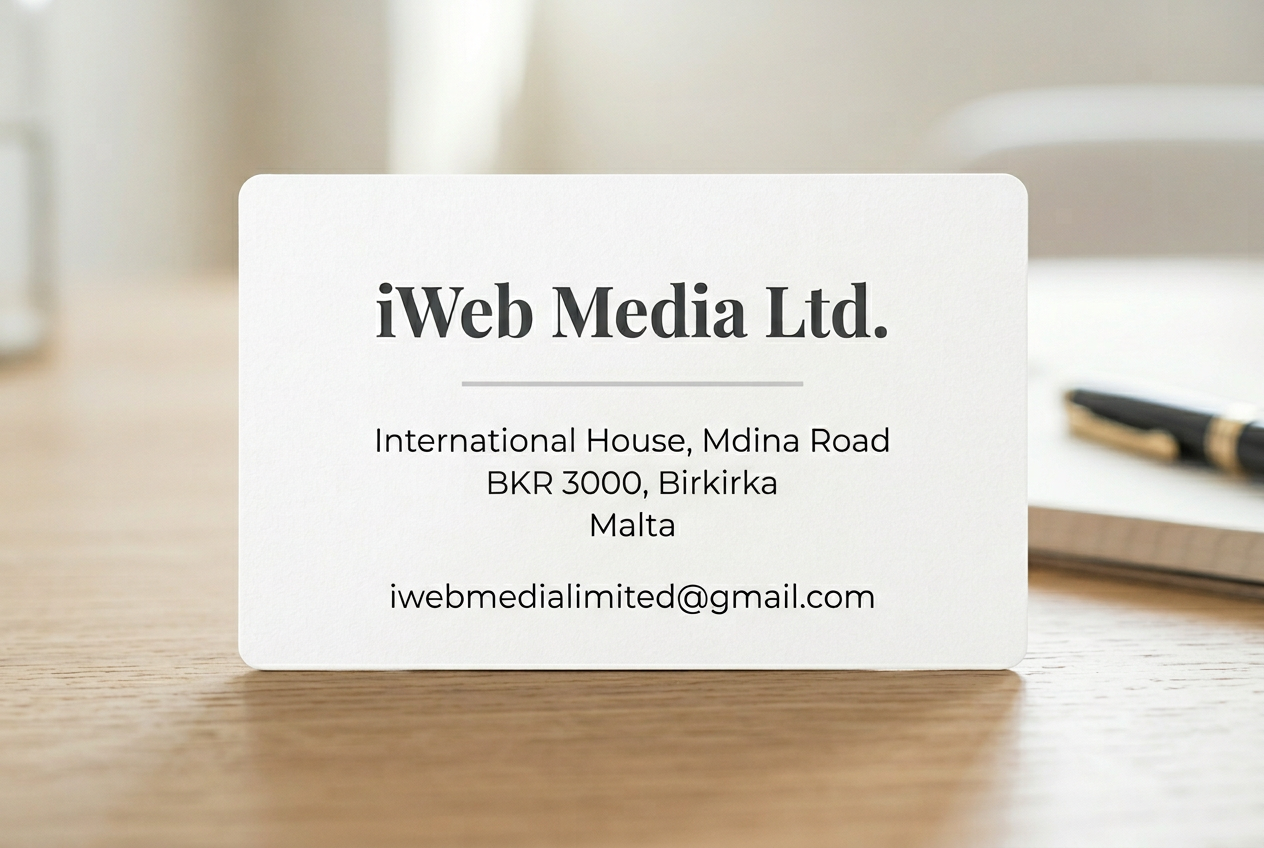 iWeb Media Ltd.
International House, Mdina Road
BKR 3000, Birkirka
Malta
iwebmedialimited@gmail.com